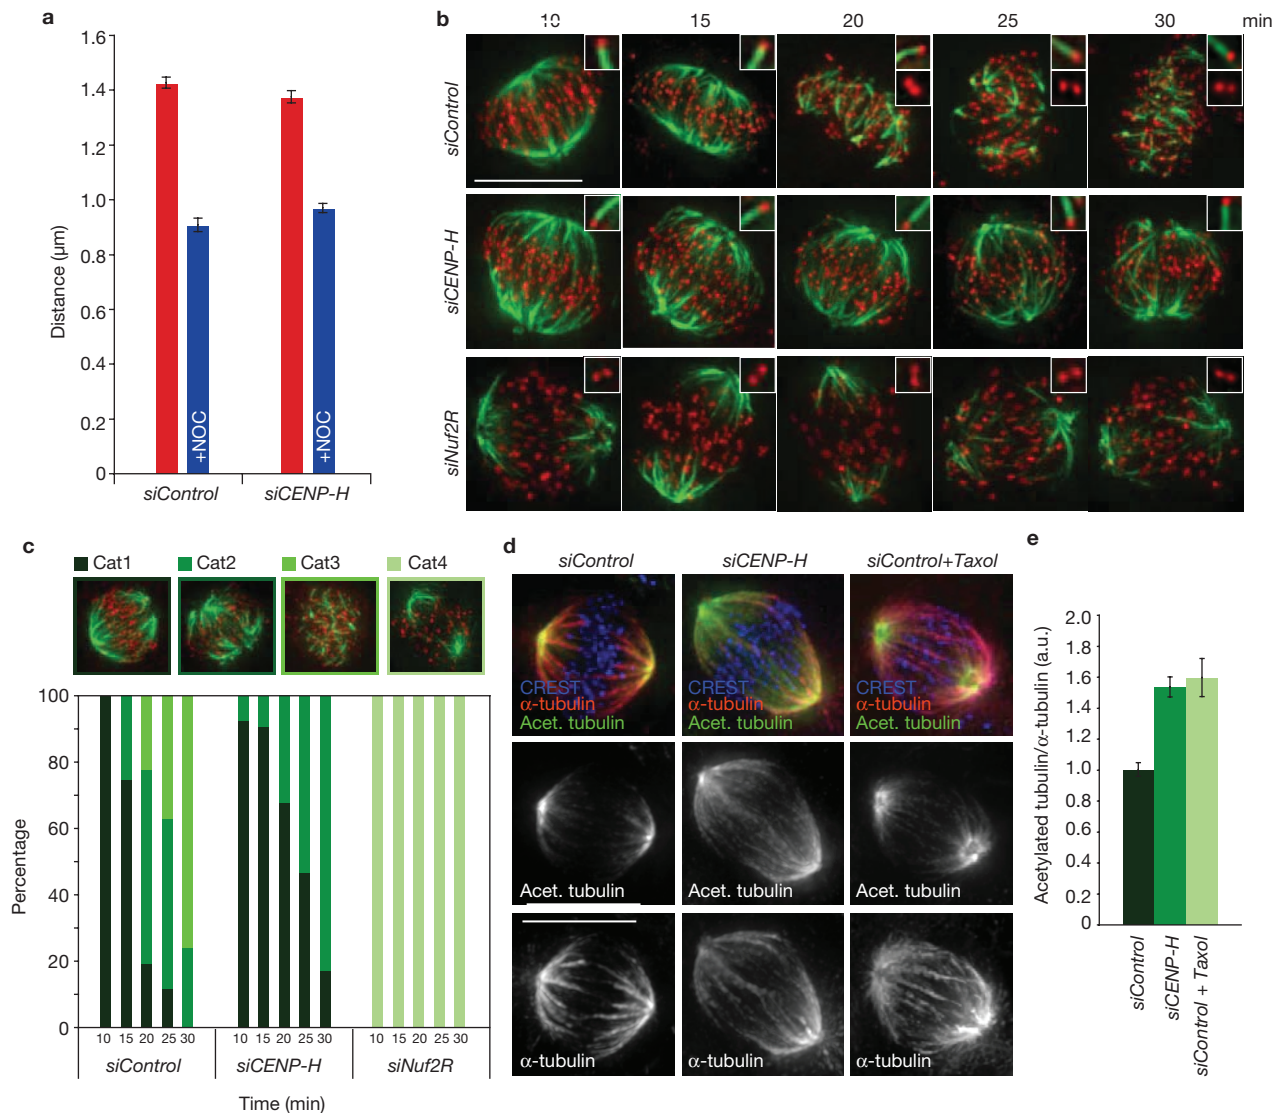 a
1.6
1.4
1.2
1.0
0.8
0.6
0.4
0.2
0
Distance (µm)
+NOC
+NOC
siControl
siCENP-H
b
10 15 20 25 30 min
siControl
siCENP-H
siNuf2R
c
Cat1 Cat2 Cat3 Cat4
100
80
60
40
20
0
Percentage
10 15 20 25 30 10 15 20 25 30 10 15 20 25 30
siControl siCENP-H siNuf2R
Time (min)
d
siControl siCENP-H siControl+Taxol
CREST CREST CREST
α-tubulin α-tubulin α-tubulin
Acet. tubulin Acet. tubulin Acet. tubulin
Acet. tubulin Acet. tubulin Acet. tubulin
α-tubulin α-tubulin α-tubulin
e
2.0
1.8
1.6
1.4
1.2
1.0
0.8
0.6
0.4
0.2
0
Acetylated tubulin/α-tubulin (a.u.)
siControl
siCENP-H
siControl + Taxol